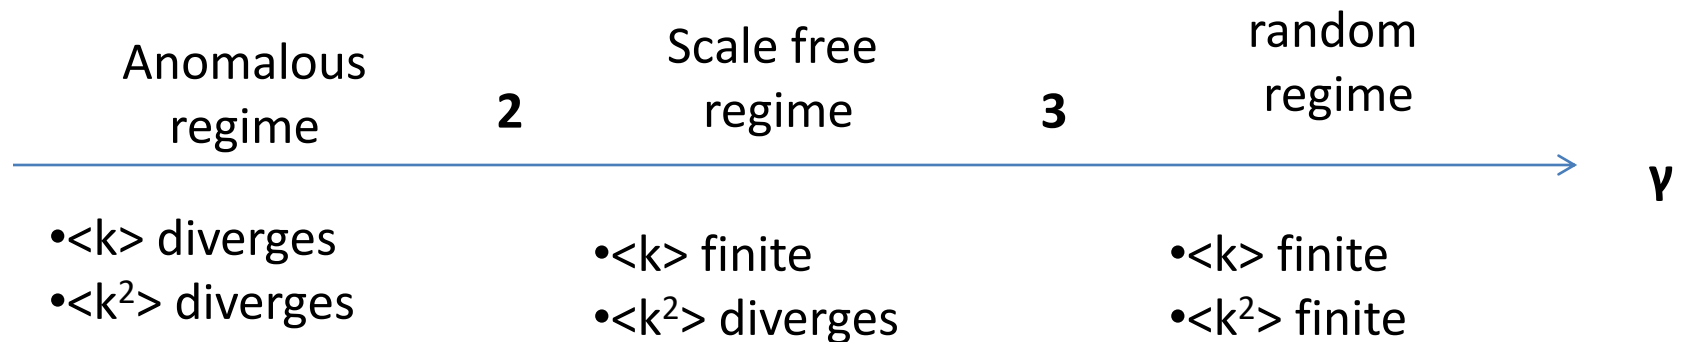 Anomalous
regime
2
Scale free
regime
3
random
regime
γ
•<k> diverges
•<k²> diverges
•<k> finite
•<k²> diverges
•<k> finite
•<k²> finite